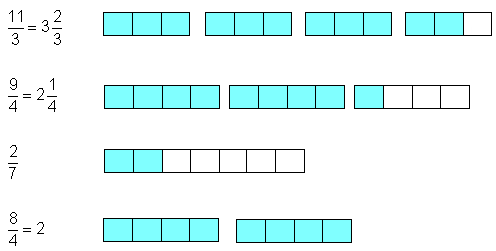 11/3 = 3 2/3
9/4 = 2 1/4
2/7
8/4 = 2